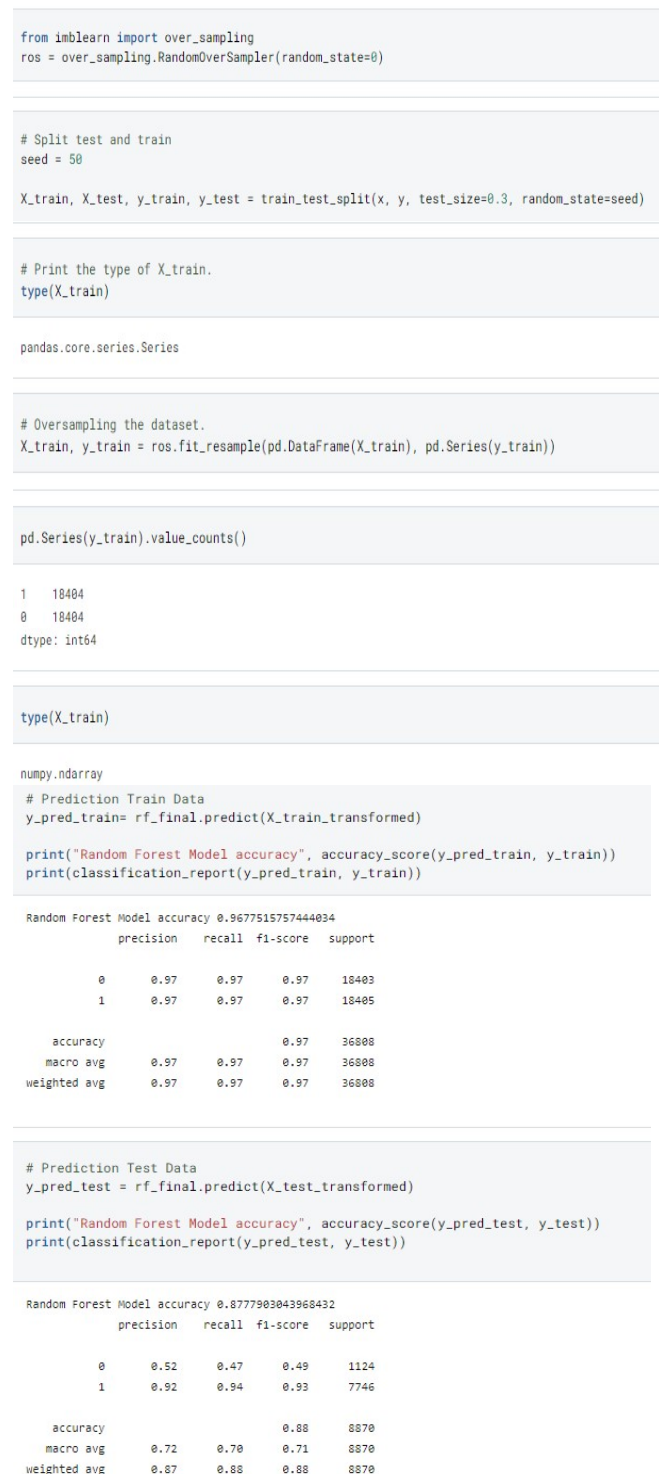 from imblearn import over_sampling
ros = over_sampling.RandomOverSampler(random_state=0)
# Split test and train
seed = 50
X_train, X_test, y_train, y_test = train_test_split(x, y, test_size=0.3, random_state=seed)
# Print the type of X_train.
type(X_train)
pandas.core.series.Series
# Oversampling the dataset.
X_train, y_train = ros.fit_resample(pd.DataFrame(X_train), pd.Series(y_train))
pd.Series(y_train).value_counts()
1 18404
0 18404
dtype: int64
type(X_train)
numpy.ndarray
# Prediction Train Data
y_pred_train= rf_final.predict(X_train_transformed)
print("Random Forest Model accuracy", accuracy_score(y_pred_train, y_train))
print(classification_report(y_pred_train, y_train))
Random Forest Model accuracy 0.9677515757444034
precision recall f1-score support
0 0.97 0.97 0.97 18403
1 0.97 0.97 0.97 18405
accuracy 0.97 36808
macro avg 0.97 0.97 0.97 36808
weighted avg 0.97 0.97 0.97 36808
# Prediction Test Data
y_pred_test = rf_final.predict(X_test_transformed)
print("Random Forest Model accuracy", accuracy_score(y_pred_test, y_test))
print(classification_report(y_pred_test, y_test))
Random Forest Model accuracy 0.8777903043968432
precision recall f1-score support
0 0.52 0.47 0.49 1124
1 0.92 0.94 0.93 7746
accuracy 0.88 8870
macro avg 0.72 0.70 0.71 8870
weighted avg 0.87 0.88 0.88 8870